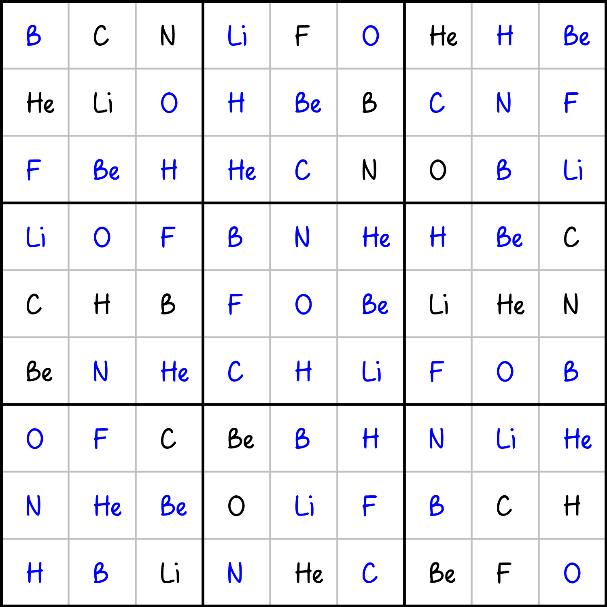 B C N Li F O He H Be
He Li O H Be B C N F
F Be H He C N O B Li
Li O F B N He H Be C
C H B F O Be Li He N
Be N He C H Li F O B
O F C Be B H N Li He
N He Be O Li F B C H
H B Li N He C Be F O